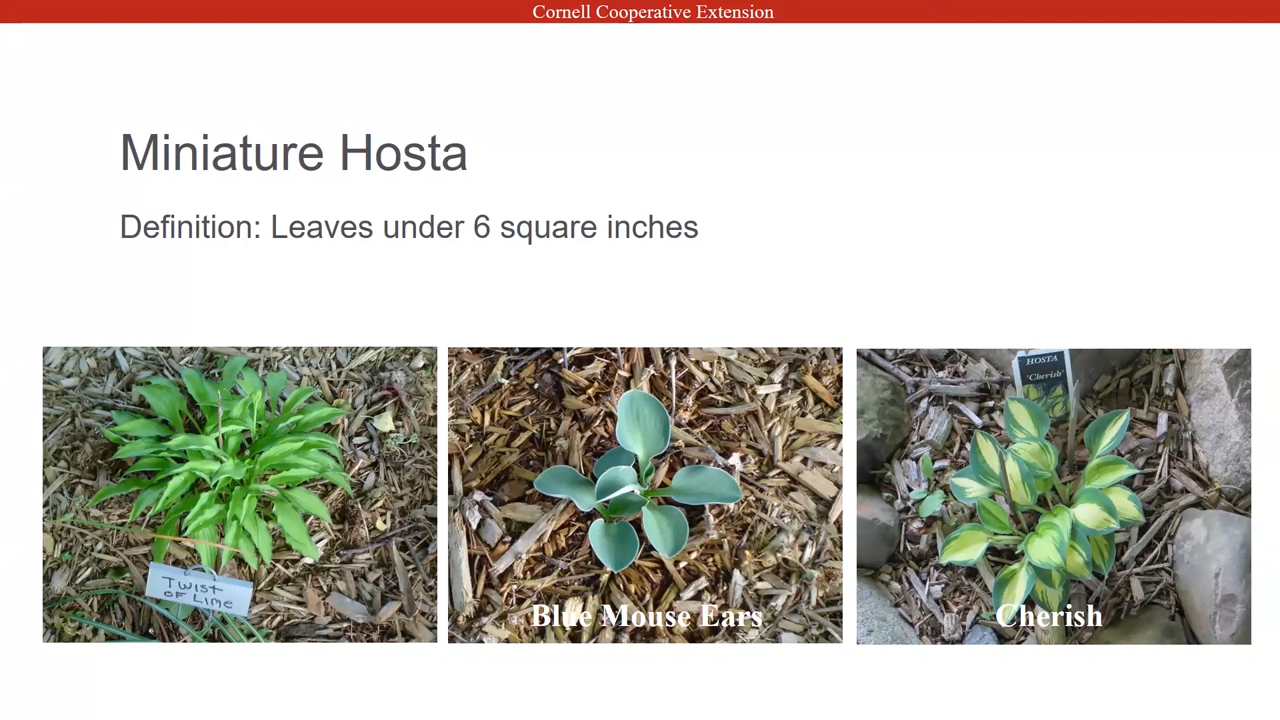 Cornell Cooperative Extension
Miniature Hosta
Definition: Leaves under 6 square inches
HOSTA
'Cherish'
TWIST
OF LIME
Blue Mouse Ears
Cherish